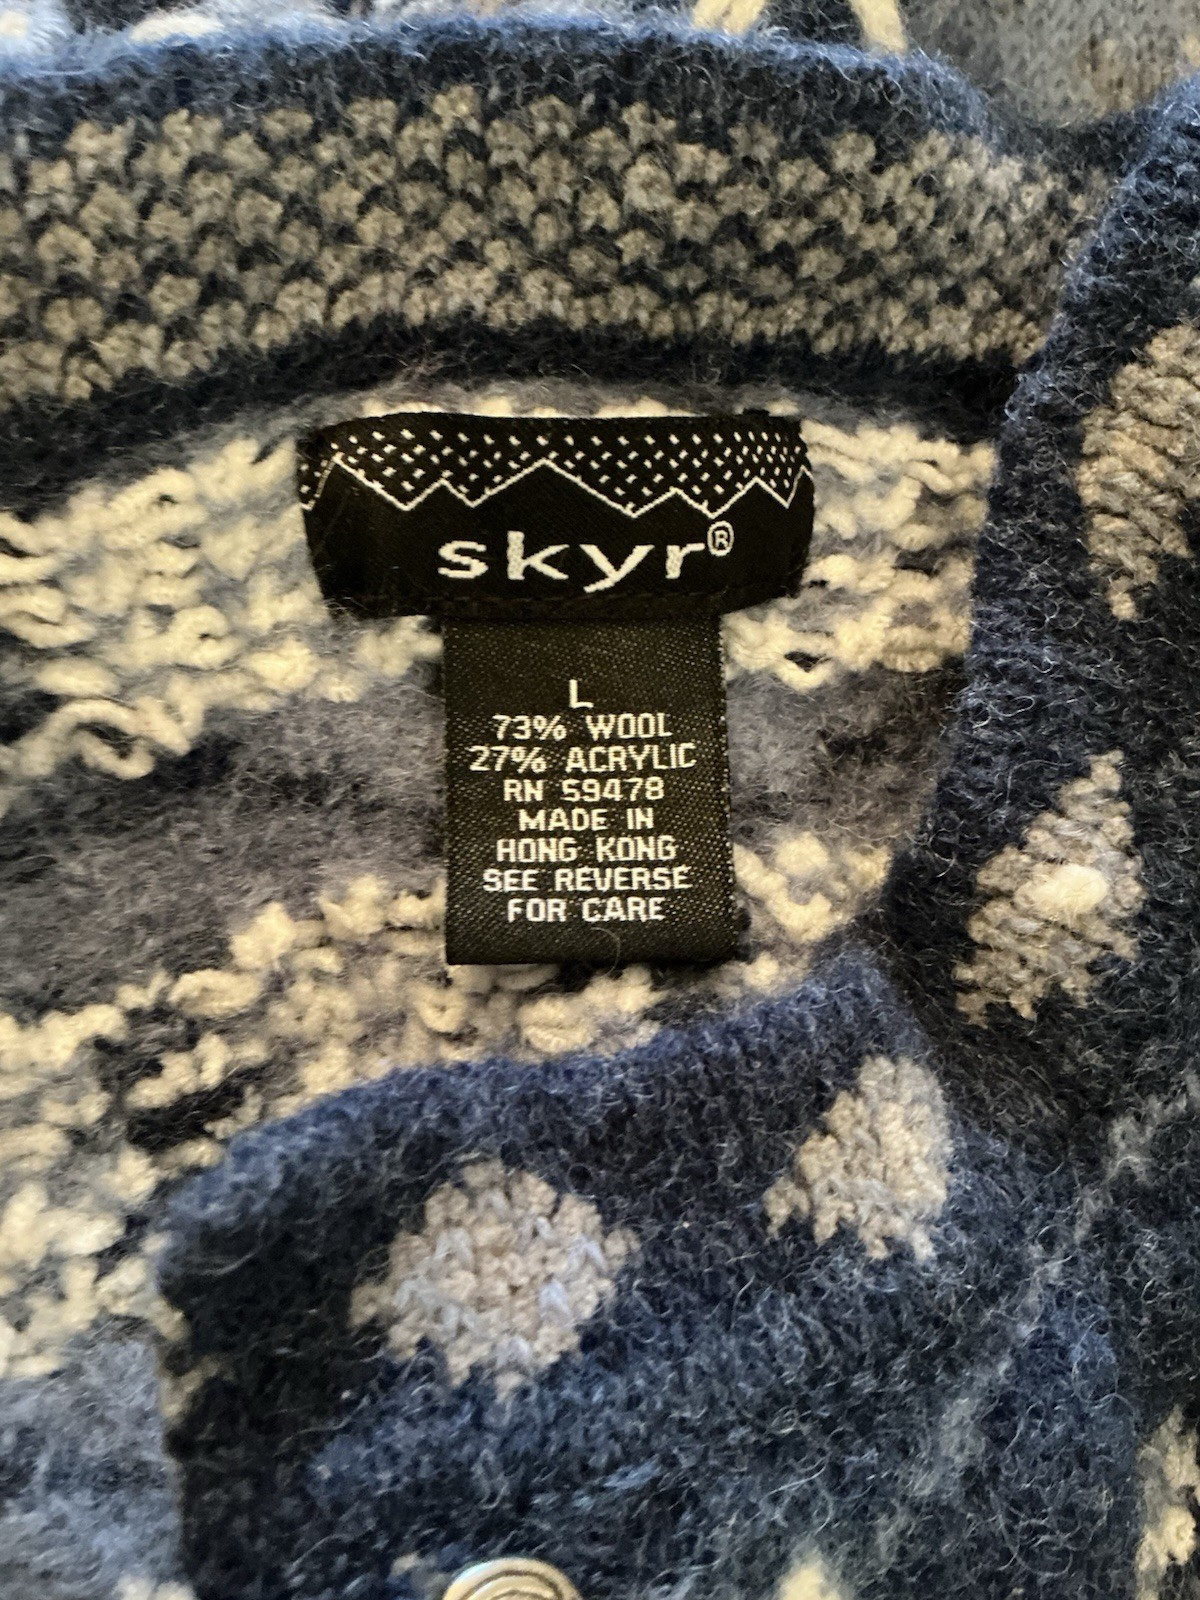 skyr®
L
73% WOOL
27% ACRYLIC
RN 59478
MADE IN
HONG KONG
SEE REVERSE
FOR CARE